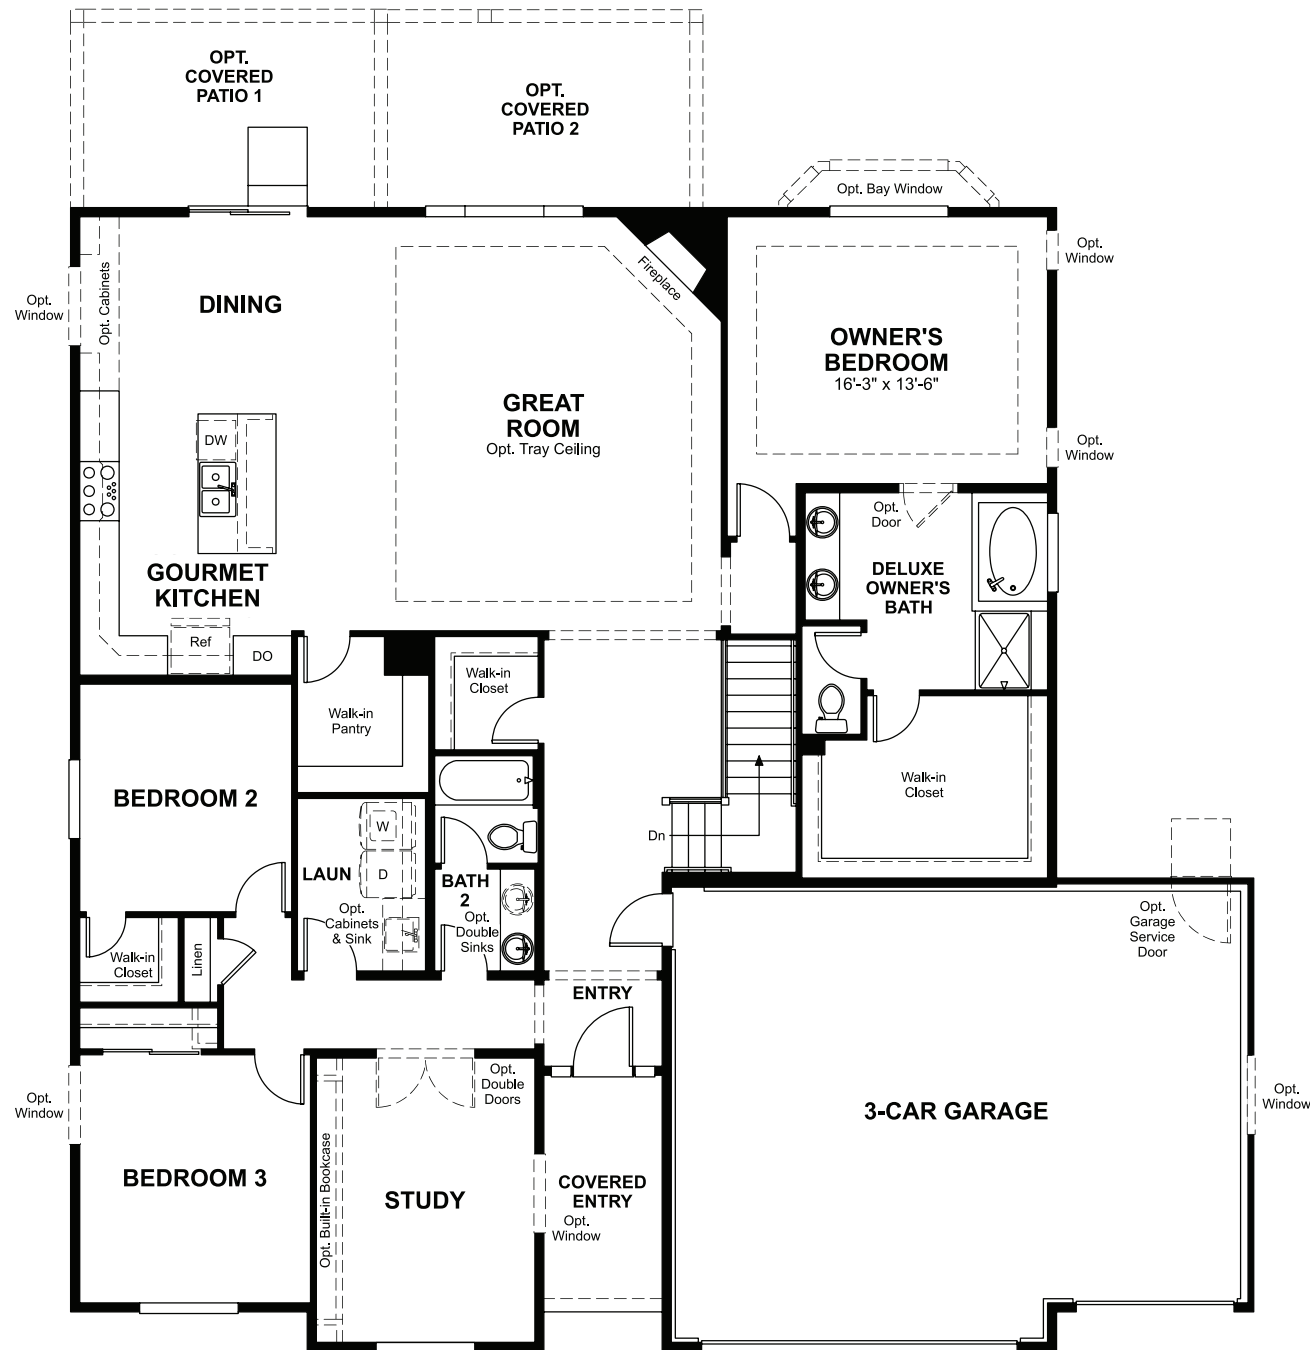 OPT.
COVERED
PATIO 1
OPT.
COVERED
PATIO 2
Opt. Bay Window
Opt.
Window
Opt.
Window
Opt. Cabinets
DINING
Fireplace
OWNER'S
BEDROOM
16'-3" x 13'-6"
GREAT
ROOM
Opt. Tray Ceiling
DW
Opt.
Window
Opt.
Door
GOURMET
KITCHEN
DELUXE
OWNER'S
BATH
Ref
DO
Walk-in
Closet
Walk-in
Pantry
BEDROOM 2
Walk-in
Closet
W
Dn
LAUN
D
BATH
2
Opt.
Cabinets
& Sink
Opt.
Double
Sinks
Opt.
Garage
Service
Door
Walk-in
Closet
Linen
ENTRY
Opt.
Window
Opt.
Double
Doors
Opt.
Window
3-CAR GARAGE
BEDROOM 3
Opt. Built-in Bookcase
STUDY
COVERED
ENTRY
Opt.
Window